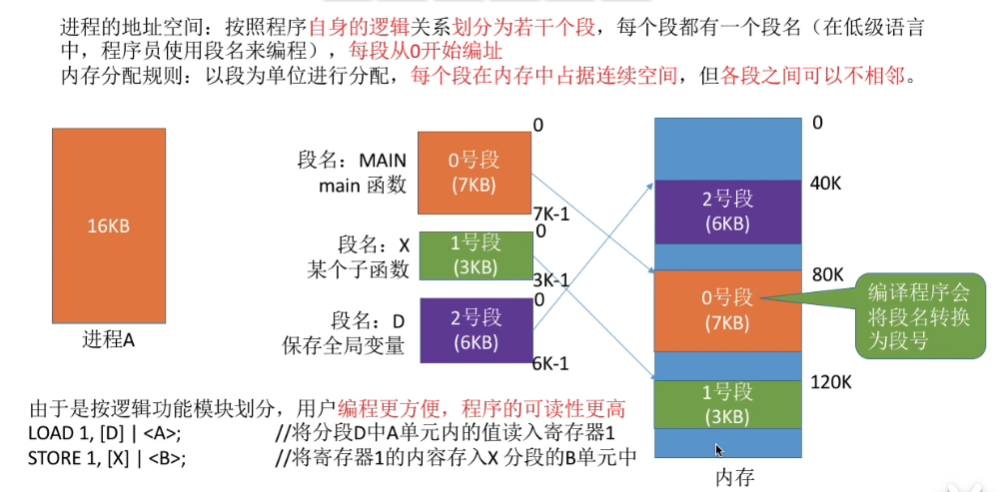 进程的地址空间：按照程序自身的逻辑关系划分为若干个段，每个段都有一个段名（在低级语言
中，程序员使用段名来编程），每段从0开始编址
内存分配规则：以段为单位进行分配，每个段在内存中占据连续空间，但各段之间可以不相邻。
16KB
进程A
段名：MAIN
main 函数
0号段
(7KB)
0
7K-1
段名：X
某个子函数
1号段
(3KB)
0
3K-1
段名：D
保存全局变量
2号段
(6KB)
0
6K-1
0
2号段
(6KB)
40K
0号段
(7KB)
80K
1号段
(3KB)
120K
内存
编译程序会
将段名转换
为段号
由于是按逻辑功能模块划分，用户编程更方便，程序的可读性更高
LOAD 1, [D] | <A>; //将分段D中A单元内的值读入寄存器1
STORE 1, [X] | <B>; //将寄存器1的内容存入X 分段的B单元中